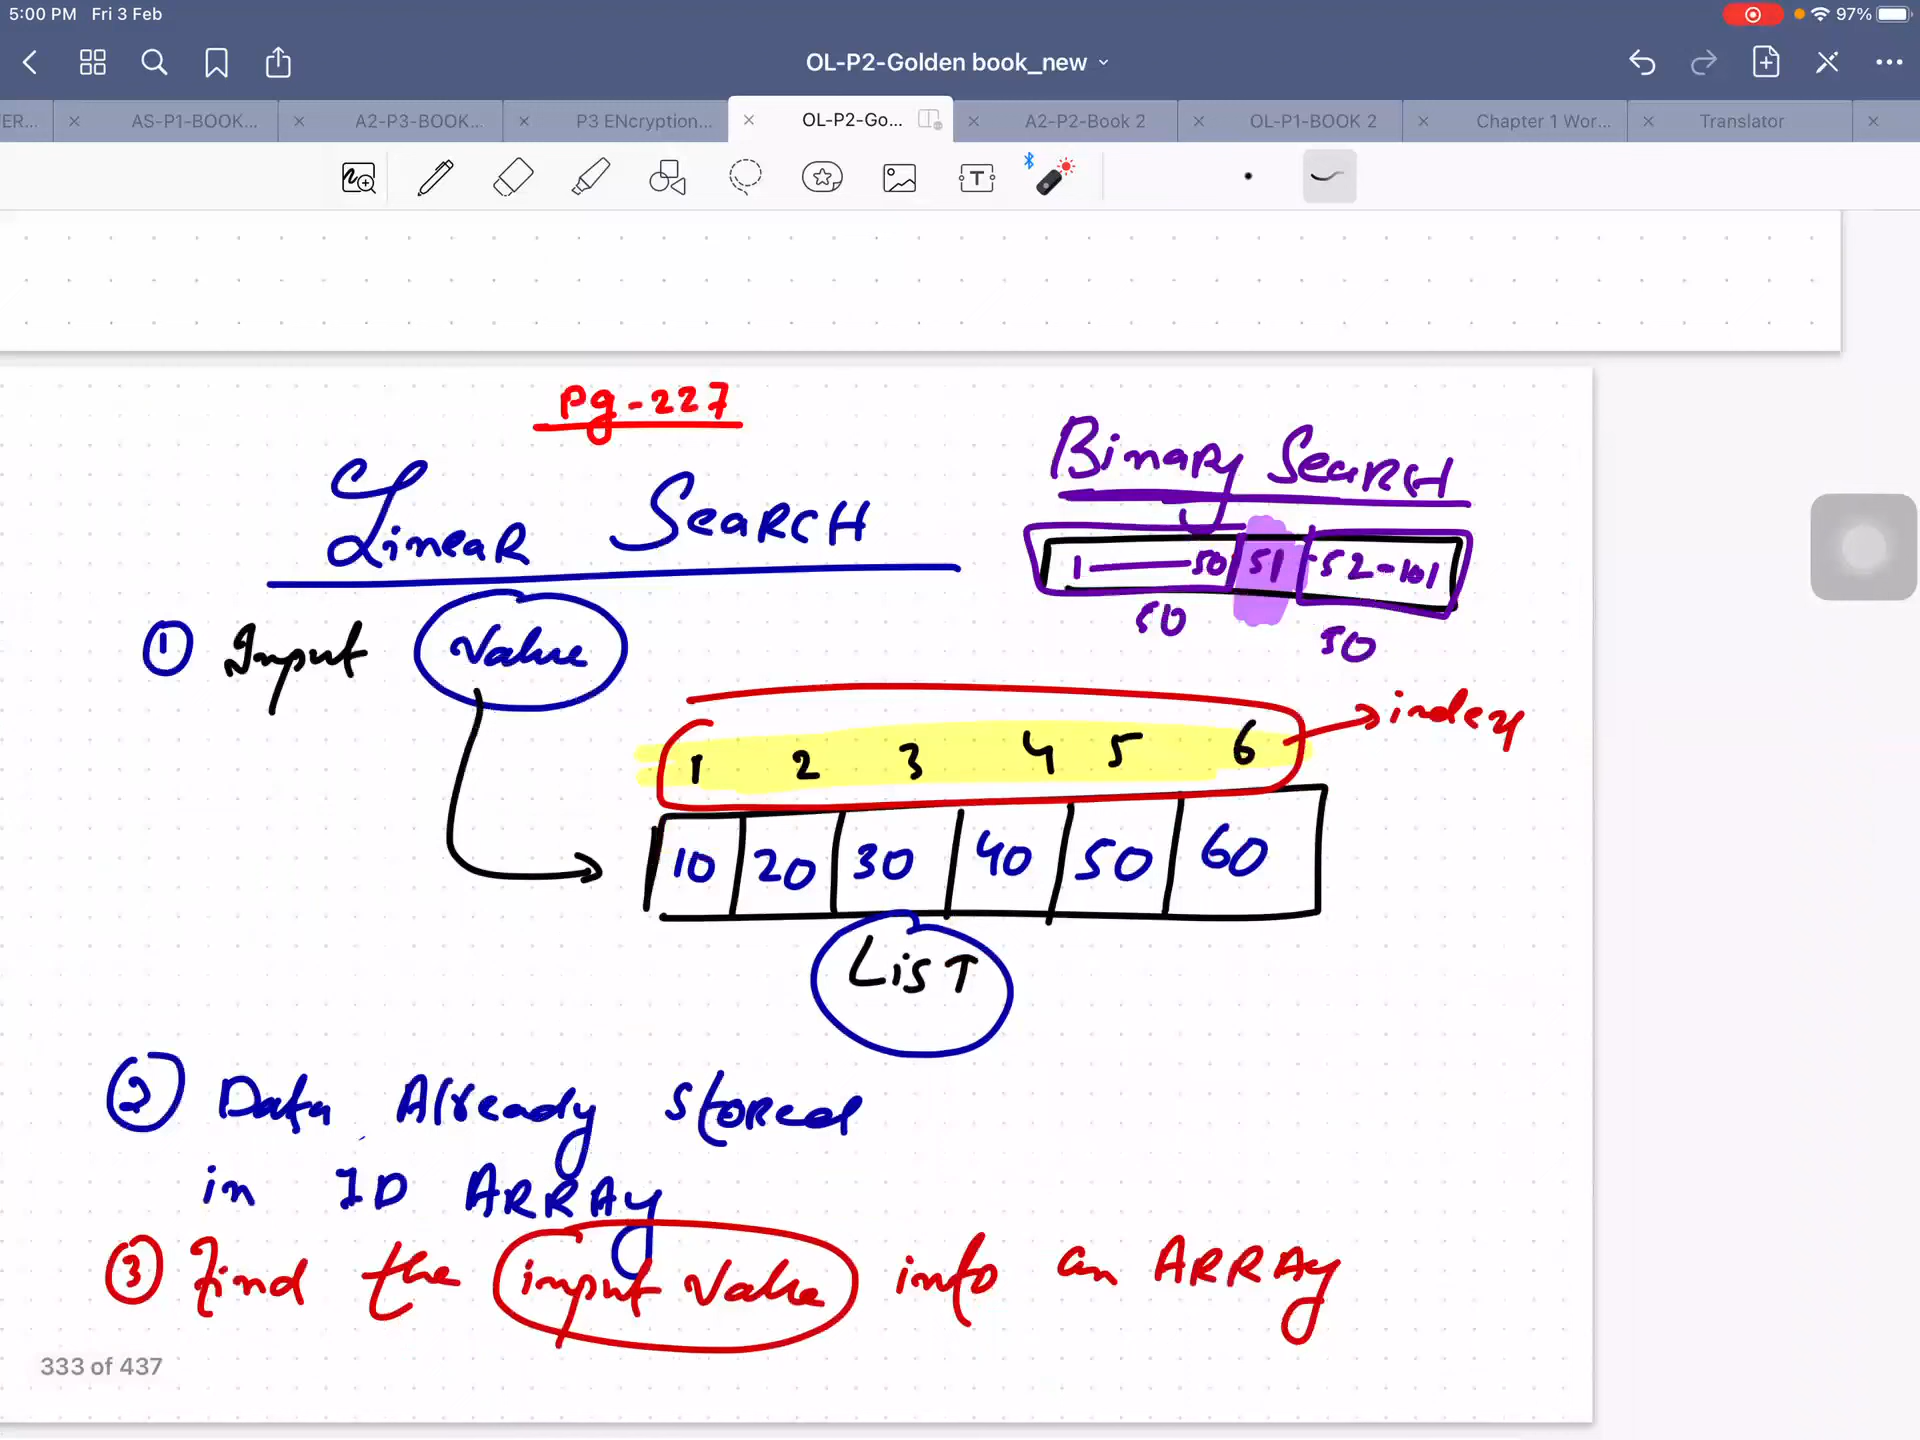 5:00 PM Fri 3 Feb
97%
OL-P2-Golden book_new
ER...
AS-P1-BOOK...
A2-P3-BOOK...
P3 ENcryption...
OL-P2-Go...
A2-P2-Book 2
OL-P1-BOOK 2
Chapter 1 Wor...
Translator
Pg-227
Linear Search
Binary Search
1 50 51 52-101
50 50
① Input Value
1 2 3 4 5 6 index
10 20 30 40 50 60
List
② Data Already stored
in 1D ARRAy
③ find the input Value into an ARRAy
333 of 437